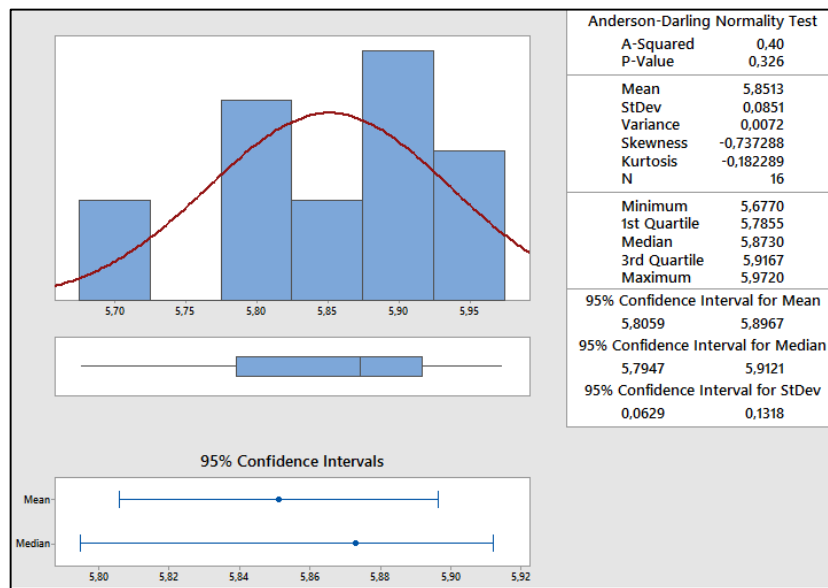 Anderson-Darling Normality Test
A-Squared 0,40
P-Value 0,326
Mean 5,8513
StDev 0,0851
Variance 0,0072
Skewness -0,737288
Kurtosis -0,182289
N 16
Minimum 5,6770
1st Quartile 5,7855
Median 5,8730
3rd Quartile 5,9167
Maximum 5,9720
95% Confidence Interval for Mean
5,8059 5,8967
95% Confidence Interval for Median
5,7947 5,9121
95% Confidence Interval for StDev
0,0629 0,1318
5,70 5,75 5,80 5,85 5,90 5,95
95% Confidence Intervals
Mean
Median
5,80 5,82 5,84 5,86 5,88 5,90 5,92